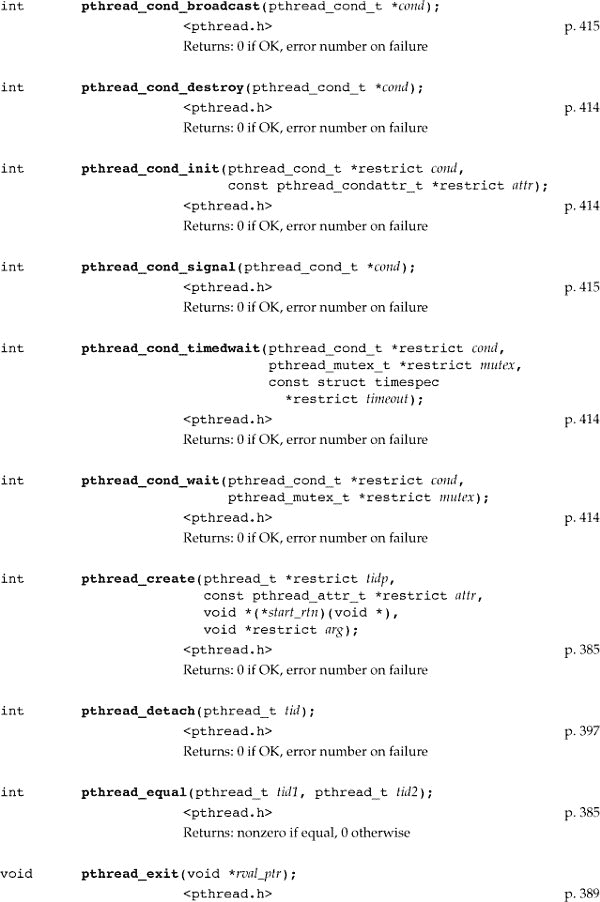 int pthread_cond_broadcast(pthread_cond_t *cond);
<pthread.h> p. 415
Returns: 0 if OK, error number on failure
int pthread_cond_destroy(pthread_cond_t *cond);
<pthread.h> p. 414
Returns: 0 if OK, error number on failure
int pthread_cond_init(pthread_cond_t *restrict cond,
const pthread_condattr_t *restrict attr);
<pthread.h> p. 414
Returns: 0 if OK, error number on failure
int pthread_cond_signal(pthread_cond_t *cond);
<pthread.h> p. 415
Returns: 0 if OK, error number on failure
int pthread_cond_timedwait(pthread_cond_t *restrict cond,
pthread_mutex_t *restrict mutex,
const struct timespec
*restrict timeout);
<pthread.h> p. 414
Returns: 0 if OK, error number on failure
int pthread_cond_wait(pthread_cond_t *restrict cond,
pthread_mutex_t *restrict mutex);
<pthread.h> p. 414
Returns: 0 if OK, error number on failure
int pthread_create(pthread_t *restrict tidp,
const pthread_attr_t *restrict attr,
void *(*start_rtn)(void *),
void *restrict arg);
<pthread.h> p. 385
Returns: 0 if OK, error number on failure
int pthread_detach(pthread_t tid);
<pthread.h> p. 397
Returns: 0 if OK, error number on failure
int pthread_equal(pthread_t tid1, pthread_t tid2);
<pthread.h> p. 385
Returns: nonzero if equal, 0 otherwise
void pthread_exit(void *rval_ptr);
<pthread.h> p. 389